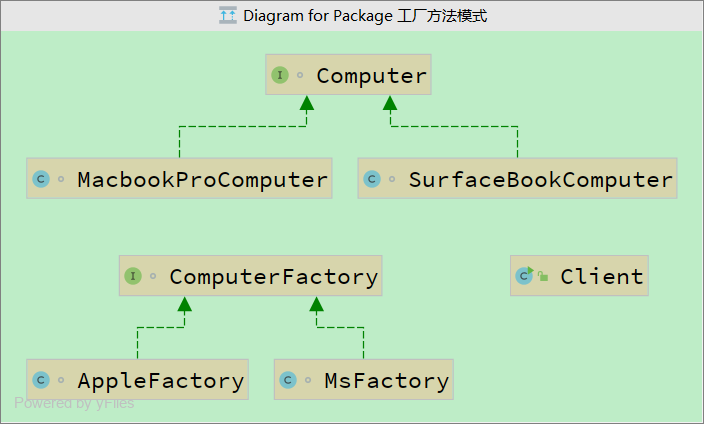 Diagram for Package 工厂方法模式
I Computer
C MacbookProComputer
C SurfaceBookComputer
I ComputerFactory
C Client
C AppleFactory
C MsFactory
Powered by yFiles